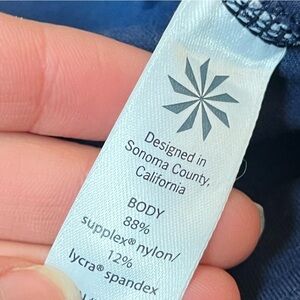 Designed in
Sonoma County,
California
BODY
88%
supplex® nylon/
12%
lycra® spandex